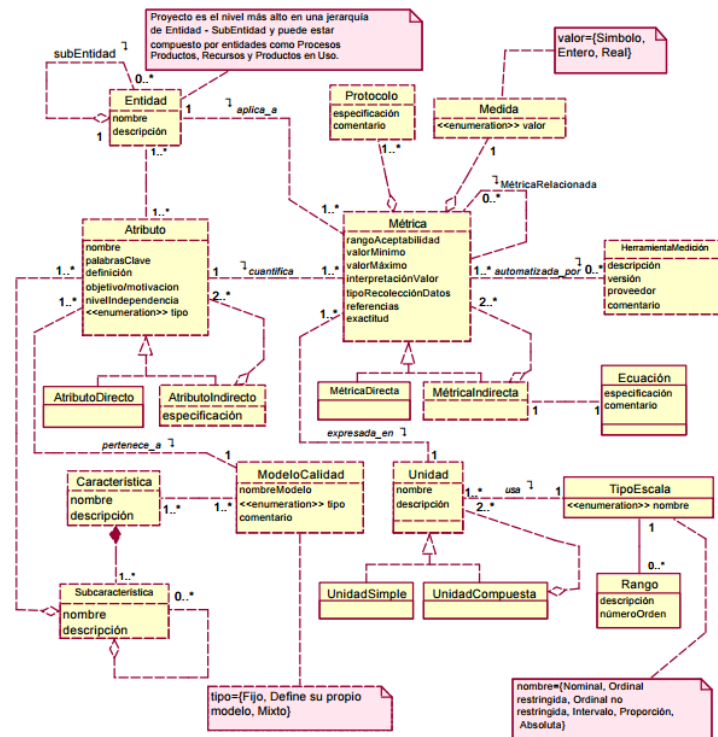 Proyecto es el nivel más alto en una jerarquía
de Entidad - SubEntidad y puede estar
compuesto por entidades como Procesos
Productos, Recursos y Productos en Uso.
valor={Simbolo,
Entero, Real}
subEntidad
0..*
Entidad
nombre
descripción
1
1
1..*
aplica_a
Protocolo
especificación
comentario
1..*
Medida
<<enumeration>> valor
1
MétricaRelacionada
0..*
1..*
1..*
Atributo
nombre
palabrasClave
definición
objetivo/motivacion
nivelIndependencia
<<enumeration>> tipo
1..*
1..*
1
cuantifica
1..*
2..*
Métrica
rangoAceptabilidad
valorMinimo
valorMáximo
interpretaciónValor
tipoRecolecciónDatos
referencias
exactitud
1..*
automatizada_por
0..*
2..*
1..*
HerramientaMedición
descripción
versión
proveedor
comentario
AtributoDirecto
AtributoIndirecto
especificación
MétricaDirecta
MétricaIndirecta
1
1
Ecuación
especificación
comentario
pertenece_a
1
expresada_en
1
Característica
nombre
descripción
1..*
1..*
ModeloCalidad
nombreModelo
<<enumeration>> tipo
comentario
Unidad
nombre
descripción
1..*
usa
1
2..*
TipoEscala
<<enumeration>> nombre
1
0..*
1..*
Subcaracterística
nombre
descripción
0..*
UnidadSimple
UnidadCompuesta
Rango
descripción
númeroOrden
tipo={Fijo, Define su propio
modelo, Mixto}
nombre={Nominal, Ordinal
restringida, Ordinal no
restringida, Intervalo, Proporción,
Absoluta}